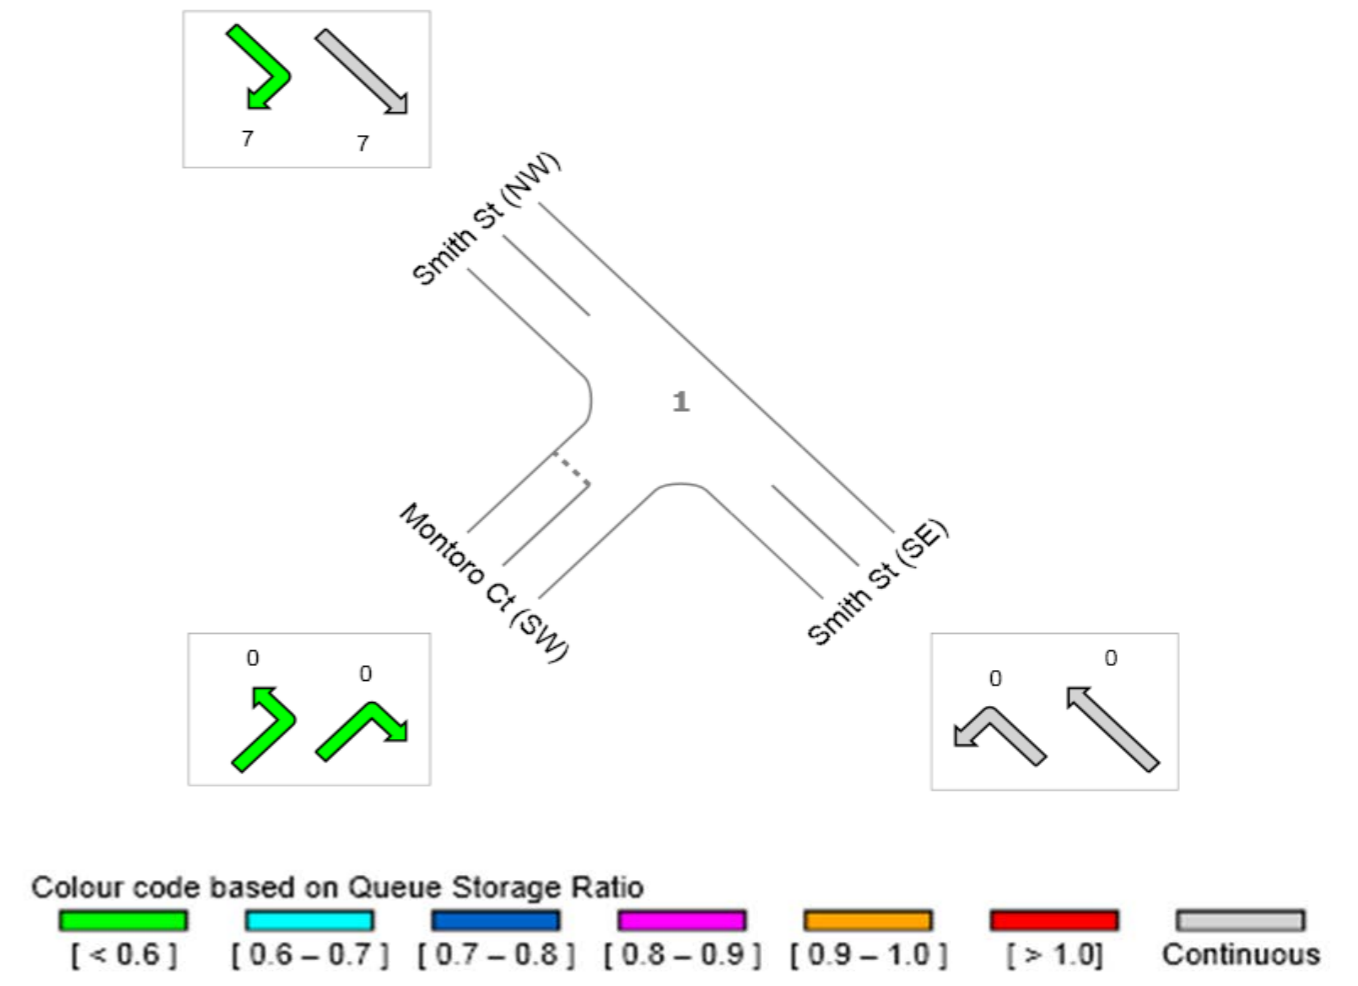 7 7
Smith St (NW)
1
Montoro Ct (SW)
Smith St (SE)
0 0
0 0
Colour code based on Queue Storage Ratio
[ < 0.6 ] [ 0.6 – 0.7 ] [ 0.7 – 0.8 ] [ 0.8 – 0.9 ] [ 0.9 – 1.0 ] [ > 1.0] Continuous